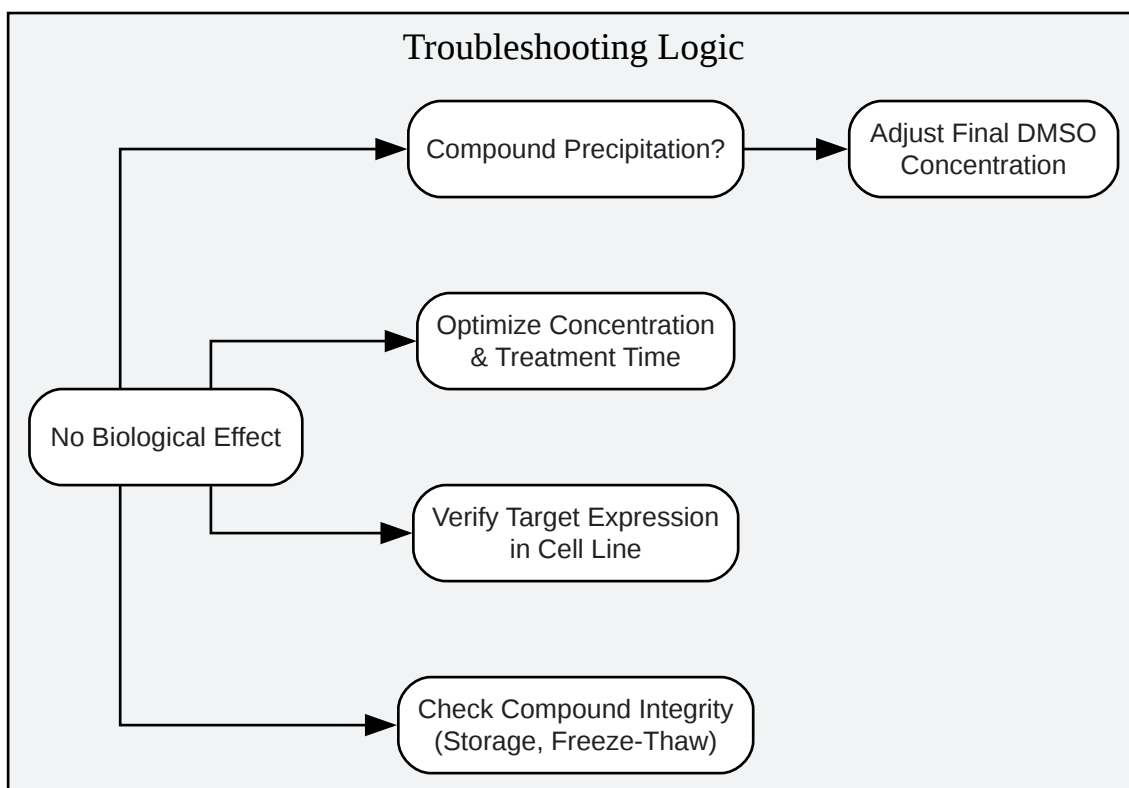 Troubleshooting Logic
Compound Precipitation?
Adjust Final DMSO
Concentration
Optimize Concentration
& Treatment Time
No Biological Effect
Verify Target Expression
in Cell Line
Check Compound Integrity
(Storage, Freeze-Thaw)